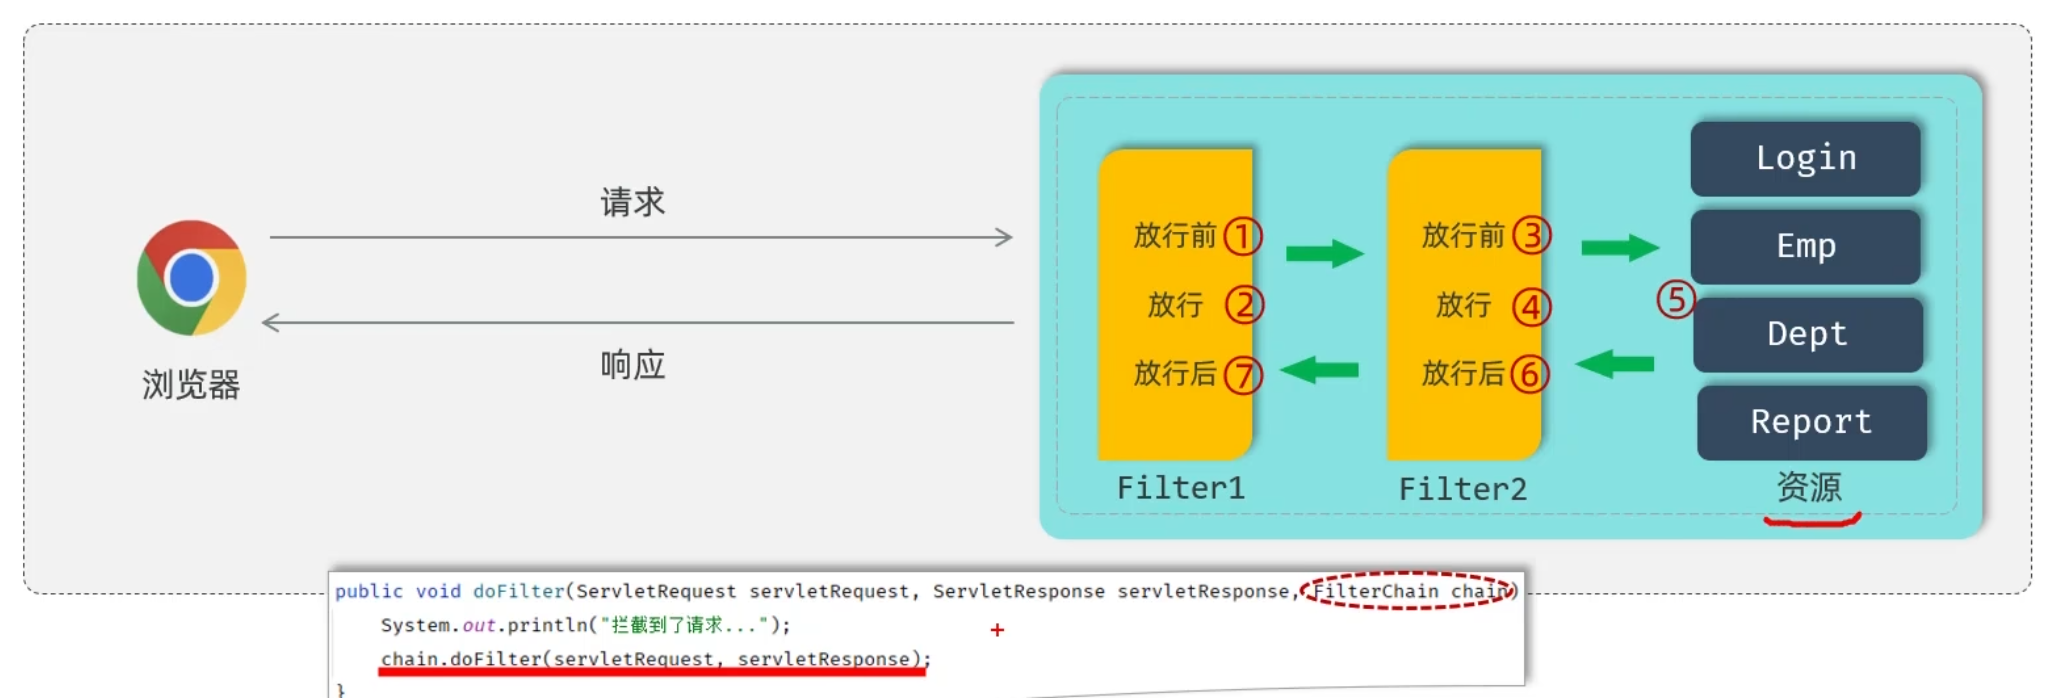 请求
响应
浏览器
放行前 ①
放行 ②
放行后 ⑦
Filter1
放行前 ③
放行 ④
放行后 ⑥
Filter2
⑤
Login
Emp
Dept
Report
资源
public void doFilter(ServletRequest servletRequest, ServletResponse servletResponse, FilterChain chain)
System.out.println("拦截到了请求...");
chain.doFilter(servletRequest, servletResponse);
}